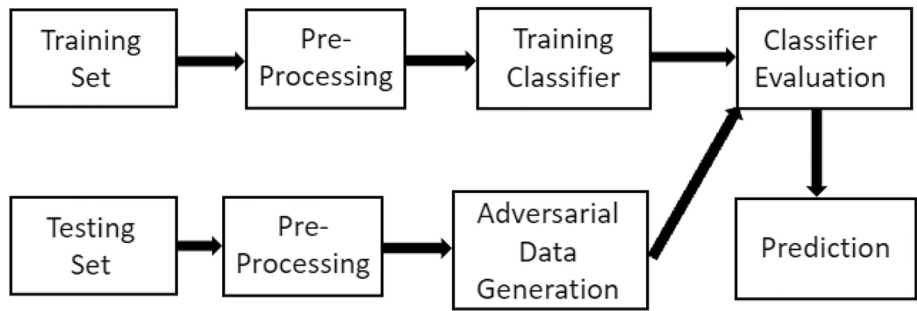 Training
Set
Pre-
Processing
Training
Classifier
Classifier
Evaluation
Testing
Set
Pre-
Processing
Adversarial
Data
Generation
Prediction